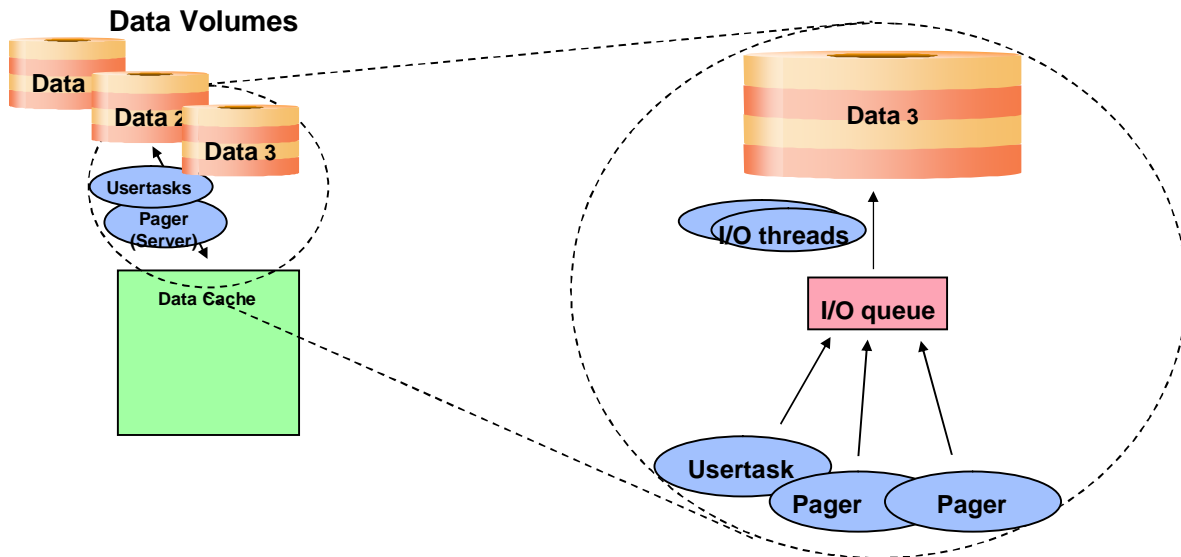 Data Volumes
Data
Data 2
Data 3
Usertasks
Pager
(Server)
Data Cache
Data 3
I/O threads
I/O queue
Usertask
Pager
Pager